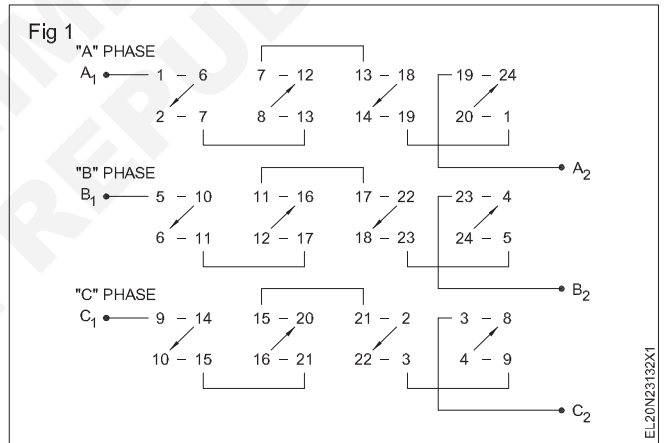 Fig 1
"A" PHASE
A1 1 – 6 7 – 12 13 – 18 19 – 24
2 – 7 8 – 13 14 – 19 20 – 1
A2
"B" PHASE
B1 5 – 10 11 – 16 17 – 22 23 – 4
6 – 11 12 – 17 18 – 23 24 – 5
B2
"C" PHASE
C1 9 – 14 15 – 20 21 – 2 3 – 8
10 – 15 16 – 21 22 – 3 4 – 9
C2
EL20N23132X1